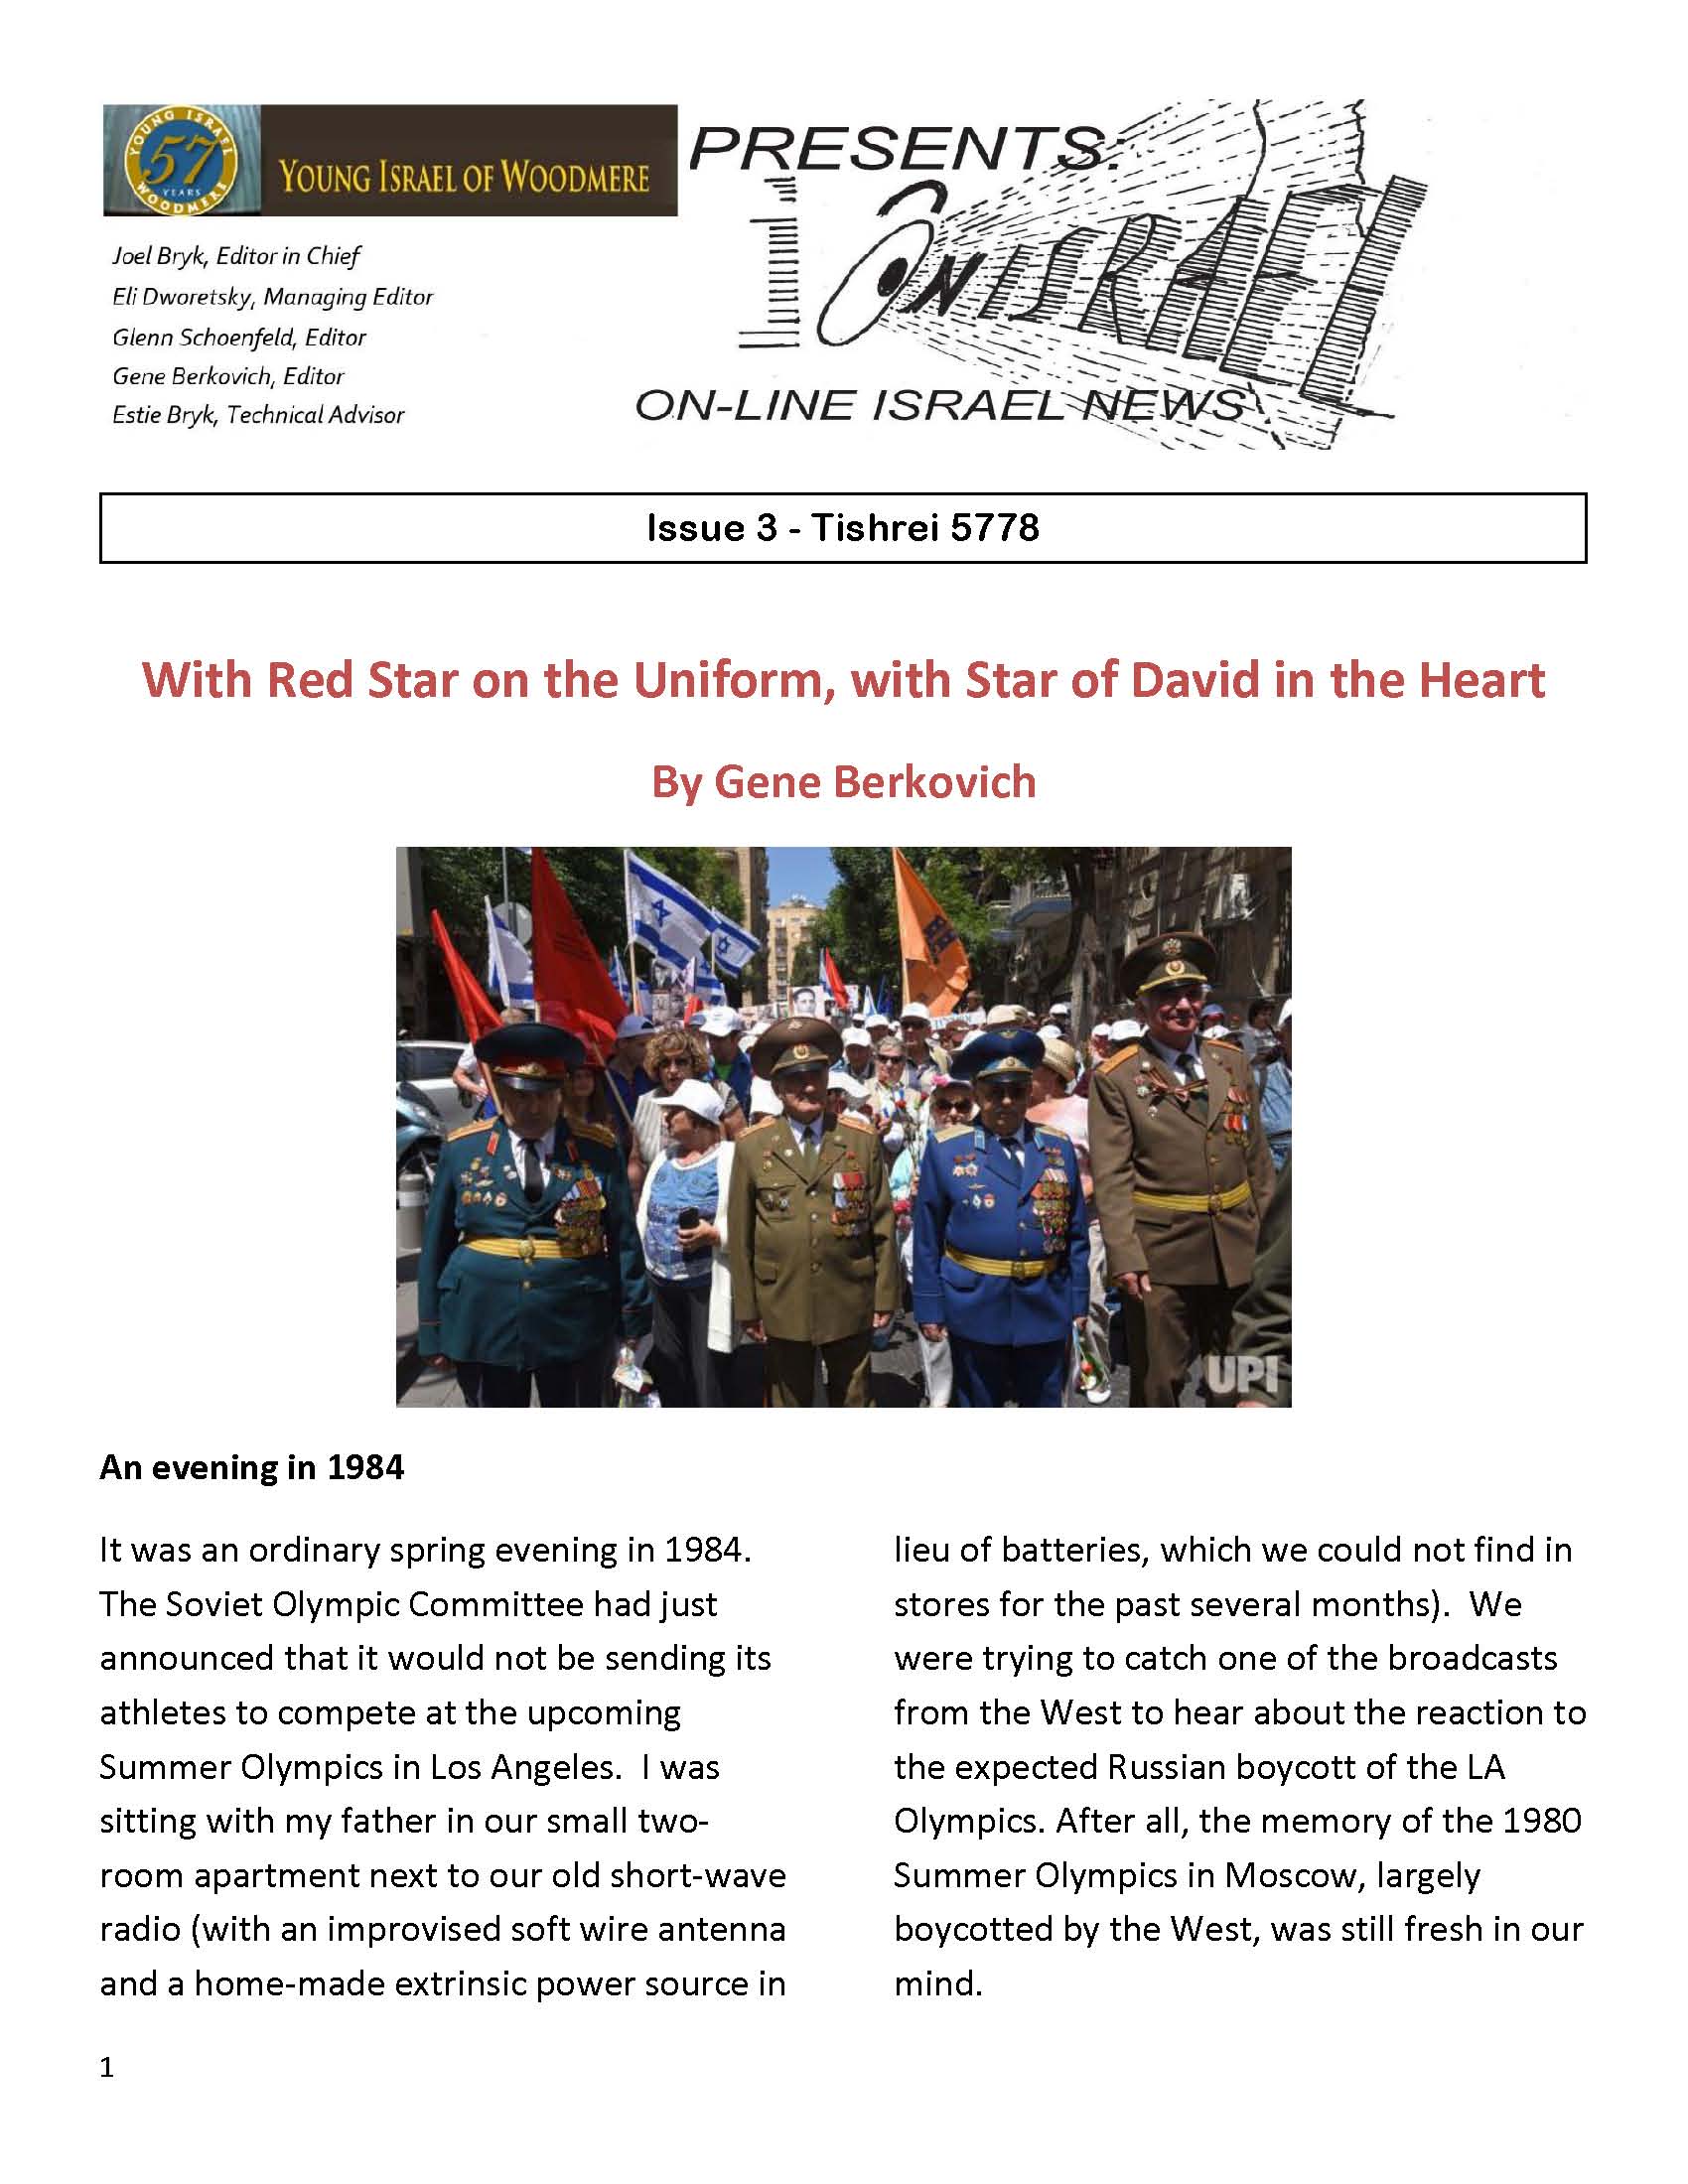 YOUNG ISRAEL
57
YEARS
WOODMERE
YOUNG ISRAEL OF WOODMERE
PRESENTS:
I ON ISRAEL
ON-LINE ISRAEL NEWS
Joel Bryk, Editor in Chief
Eli Dworetsky, Managing Editor
Glenn Schoenfeld, Editor
Gene Berkovich, Editor
Estie Bryk, Technical Advisor
Issue 3 - Tishrei 5778
With Red Star on the Uniform, with Star of David in the Heart
By Gene Berkovich
UPI
An evening in 1984
It was an ordinary spring evening in 1984.
The Soviet Olympic Committee had just
announced that it would not be sending its
athletes to compete at the upcoming
Summer Olympics in Los Angeles.  I was
sitting with my father in our small two-
room apartment next to our old short-wave
radio (with an improvised soft wire antenna
and a home-made extrinsic power source in
lieu of batteries, which we could not find in
stores for the past several months).  We
were trying to catch one of the broadcasts
from the West to hear about the reaction to
the expected Russian boycott of the LA
Olympics. After all, the memory of the 1980
Summer Olympics in Moscow, largely
boycotted by the West, was still fresh in our
mind.
1